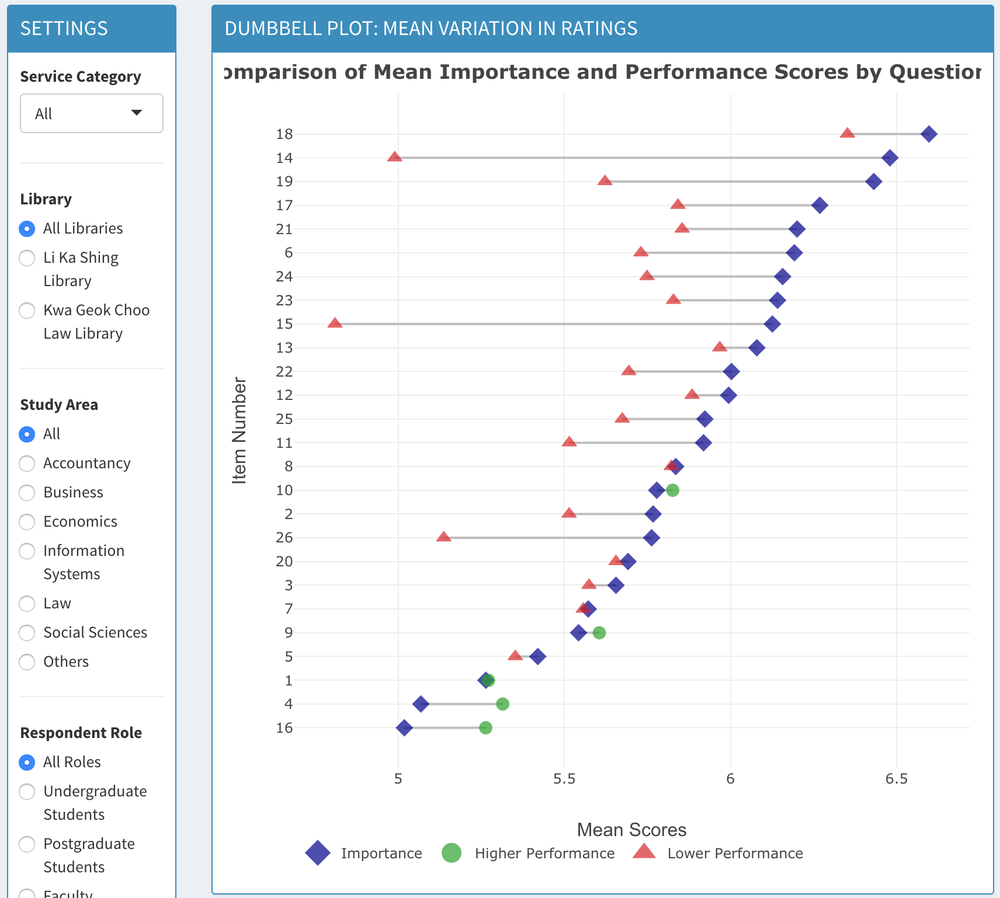 SETTINGS
Service Category
All
Library
All Libraries
Li Ka Shing
Library
Kwa Geok Choo
Law Library
Study Area
All
Accountancy
Business
Economics
Information
Systems
Law
Social Sciences
Others
Respondent Role
All Roles
Undergraduate
Students
Postgraduate
Students
Faculty
DUMBBELL PLOT: MEAN VARIATION IN RATINGS
omparison of Mean Importance and Performance Scores by Question
Item Number
18
14
19
17
21
6
24
23
15
13
22
12
25
11
8
10
2
26
20
3
7
9
5
1
4
16
5 5.5 6 6.5
Mean Scores
Importance Higher Performance Lower Performance